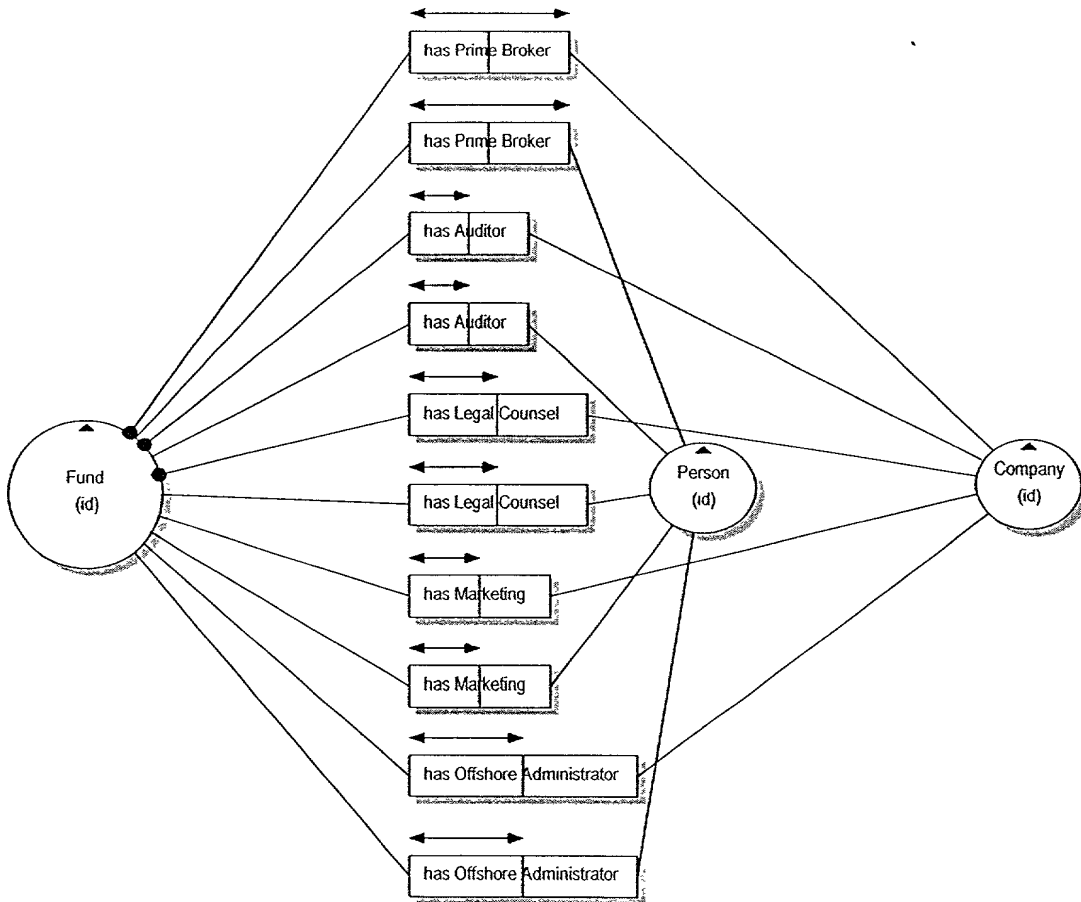 has Prime Broker
has Prime Broker
has Auditor
has Auditor
has Legal Counsel
Fund
(id)
Person
(id)
Company
(id)
has Legal Counsel
has Marketing
has Marketing
has Offshore Administrator
has Offshore Administrator